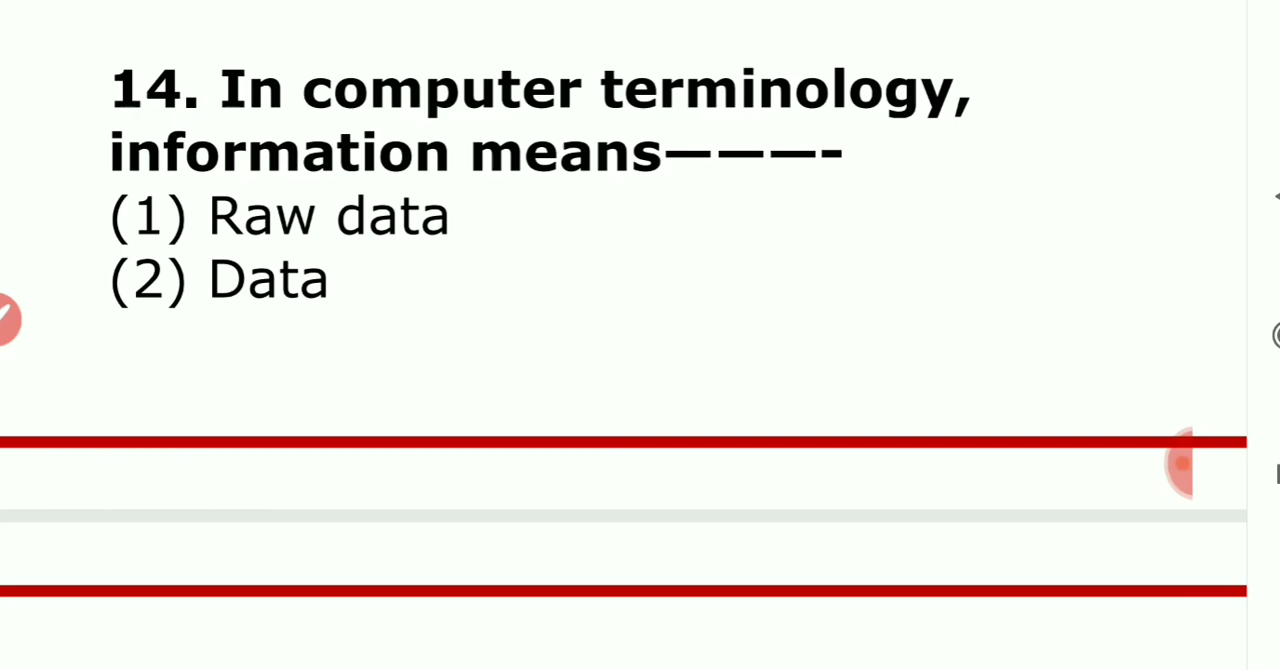 14. In computer terminology,
information means———-
(1) Raw data
(2) Data